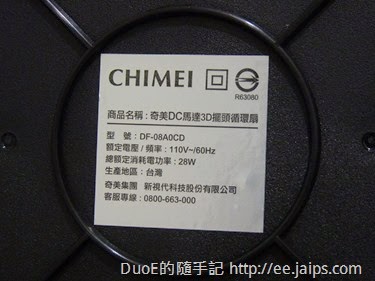 CHIMEI
R63080
商品名稱：奇美DC馬達3D擺頭循環扇
型　號：DF-08A0CD
額定電壓/頻率：110V~/60Hz
總額定消耗電功率：28W
生產地區：台灣
奇美集團　新視代科技股份有限公司
客服專線：0800-663-000
DuoE的隨手記 http://ee.jaips.com